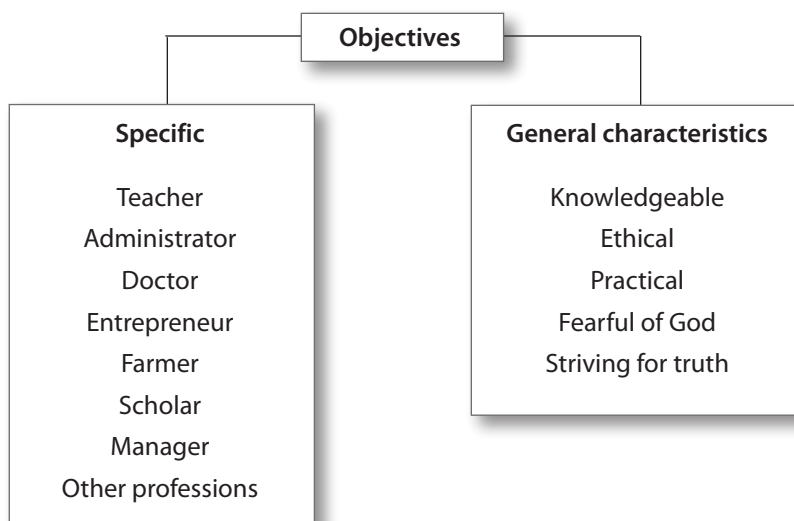 Objectives
Specific
Teacher
Administrator
Doctor
Entrepreneur
Farmer
Scholar
Manager
Other professions
General characteristics
Knowledgeable
Ethical
Practical
Fearful of God
Striving for truth